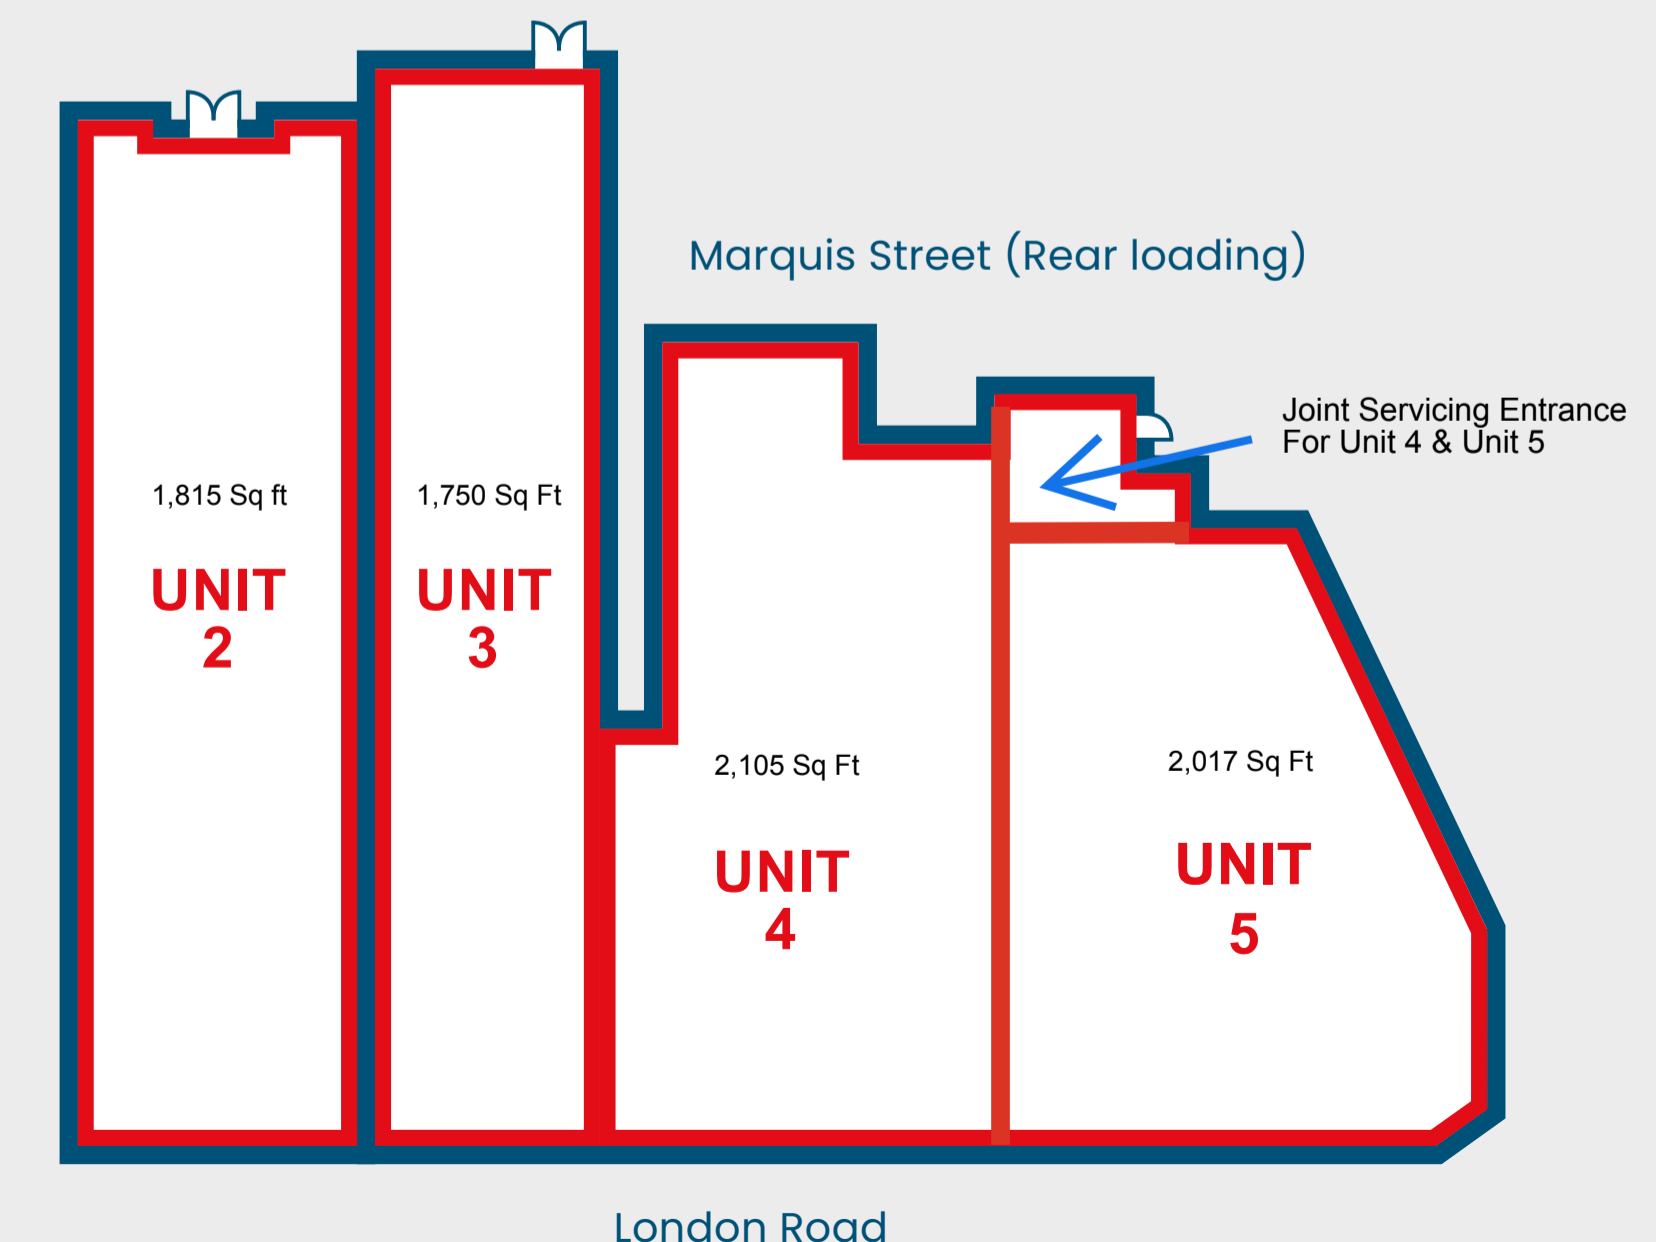 Marquis Street (Rear loading)
Joint Servicing Entrance
For Unit 4 & Unit 5
1,815 Sq ft
UNIT
2
1,750 Sq Ft
UNIT
3
2,105 Sq Ft
UNIT
4
2,017 Sq Ft
UNIT
5
London Road